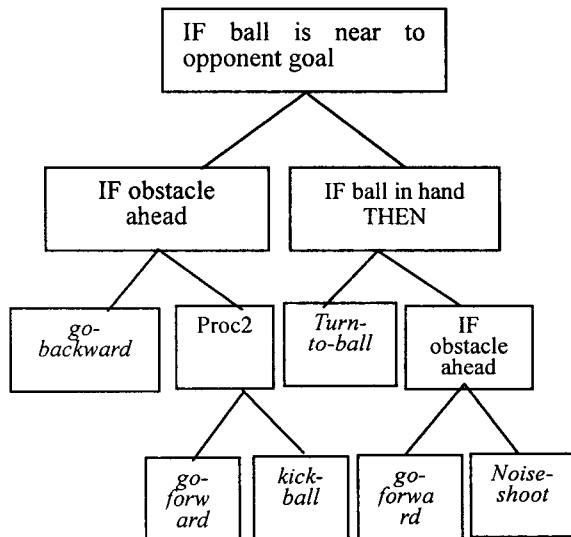 IF ball is near to
opponent goal
IF obstacle
ahead
IF ball in hand
THEN
go-
backward
Proc2
Turn-
to-ball
IF
obstacle
ahead
go-
forw
ard
kick-
ball
go-
forwa
rd
Noise-
shoot